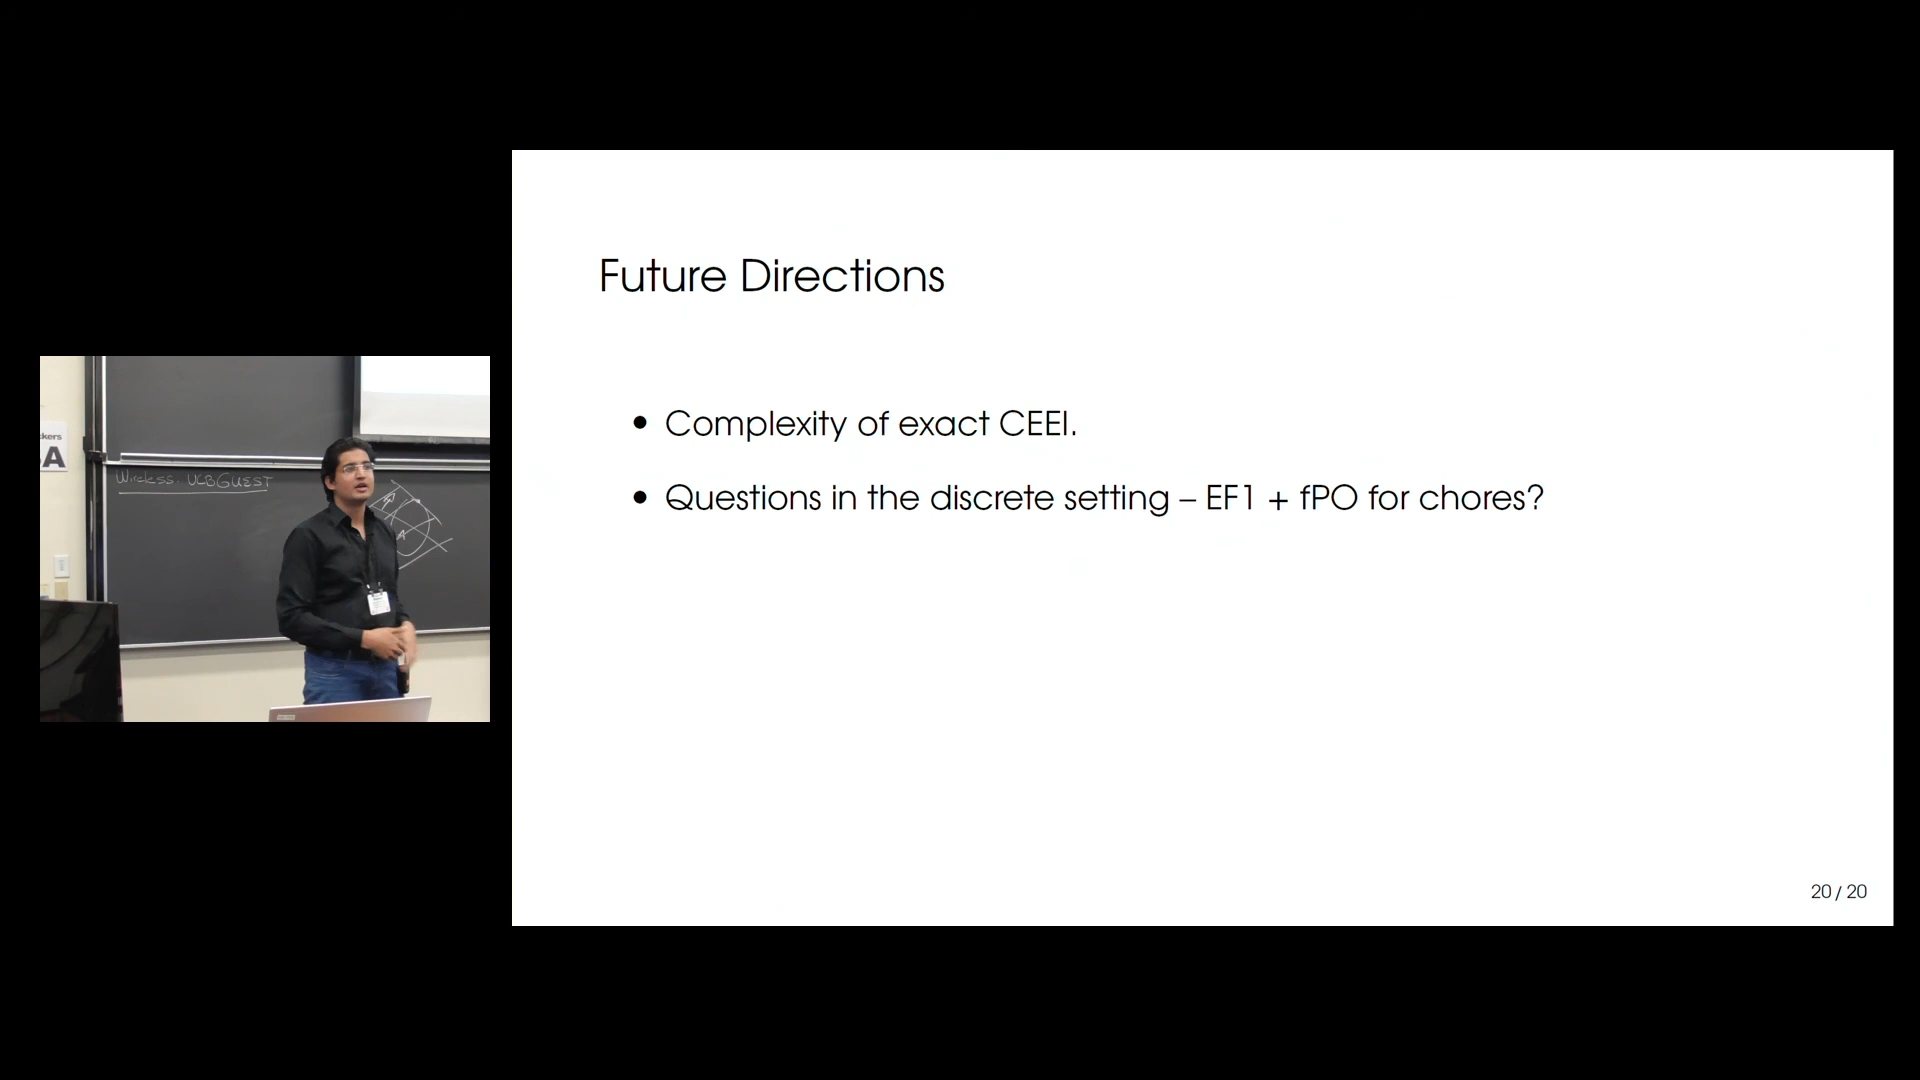 kers
A
Wireless: UCBGUEST
Future Directions
• Complexity of exact CEEI.
• Questions in the discrete setting – EF1 + fPO for chores?
20 / 20